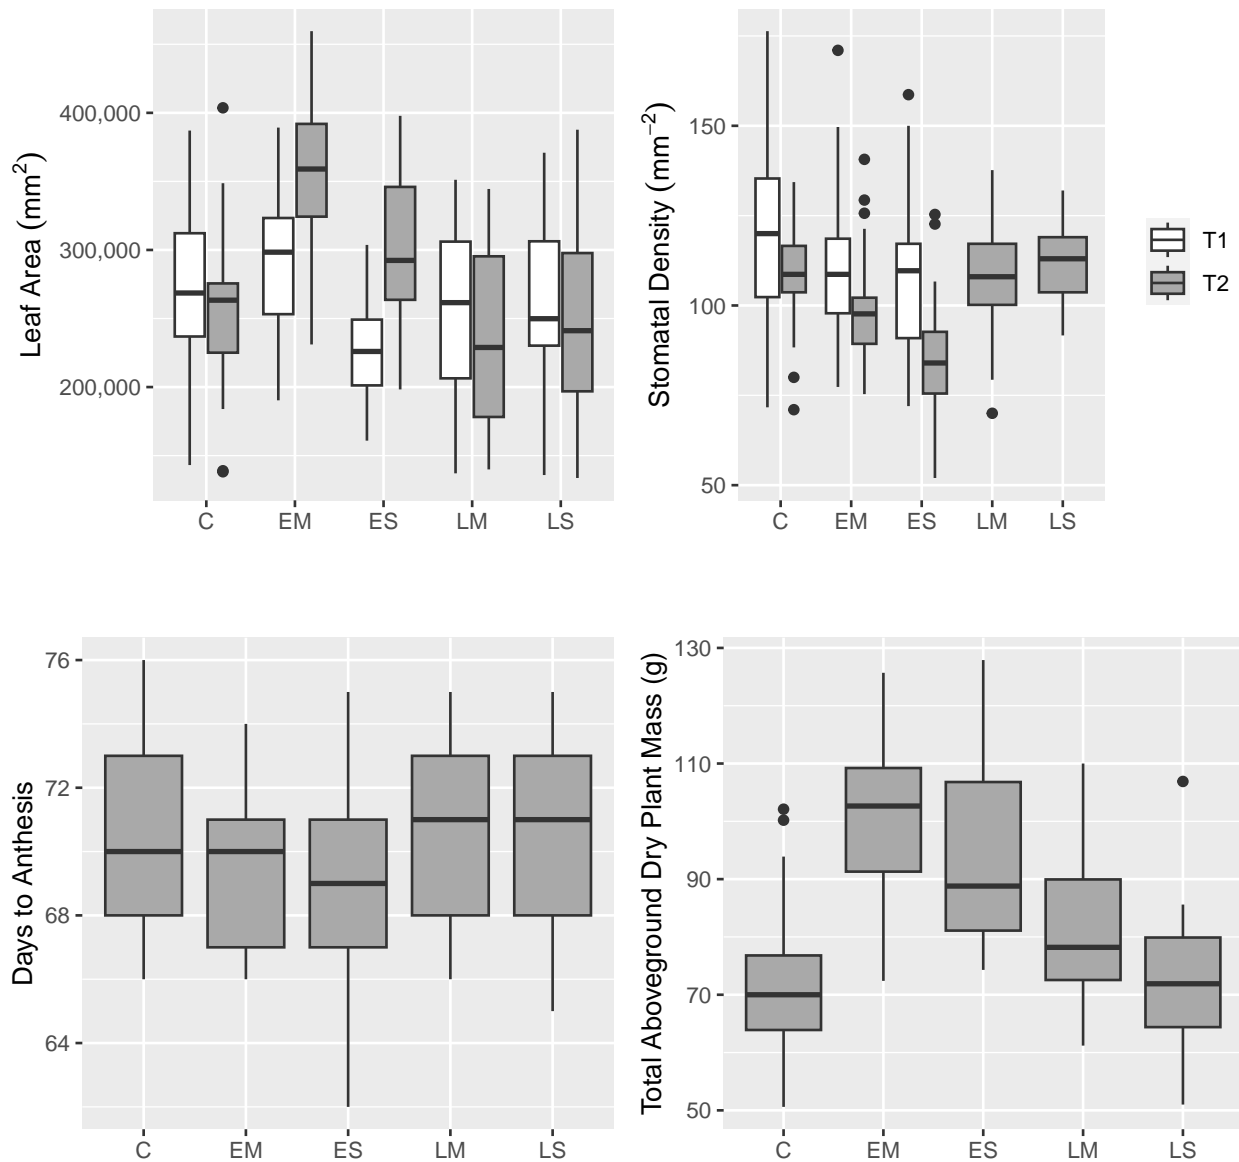 Leaf Area (mm2)
400,000
300,000
200,000
C EM ES LM LS
Stomatal Density (mm−2)
150
100
50
C EM ES LM LS
T1
T2
Days to Anthesis
76
72
68
64
C EM ES LM LS
Total Aboveground Dry Plant Mass (g)
130
110
90
70
50
C EM ES LM LS